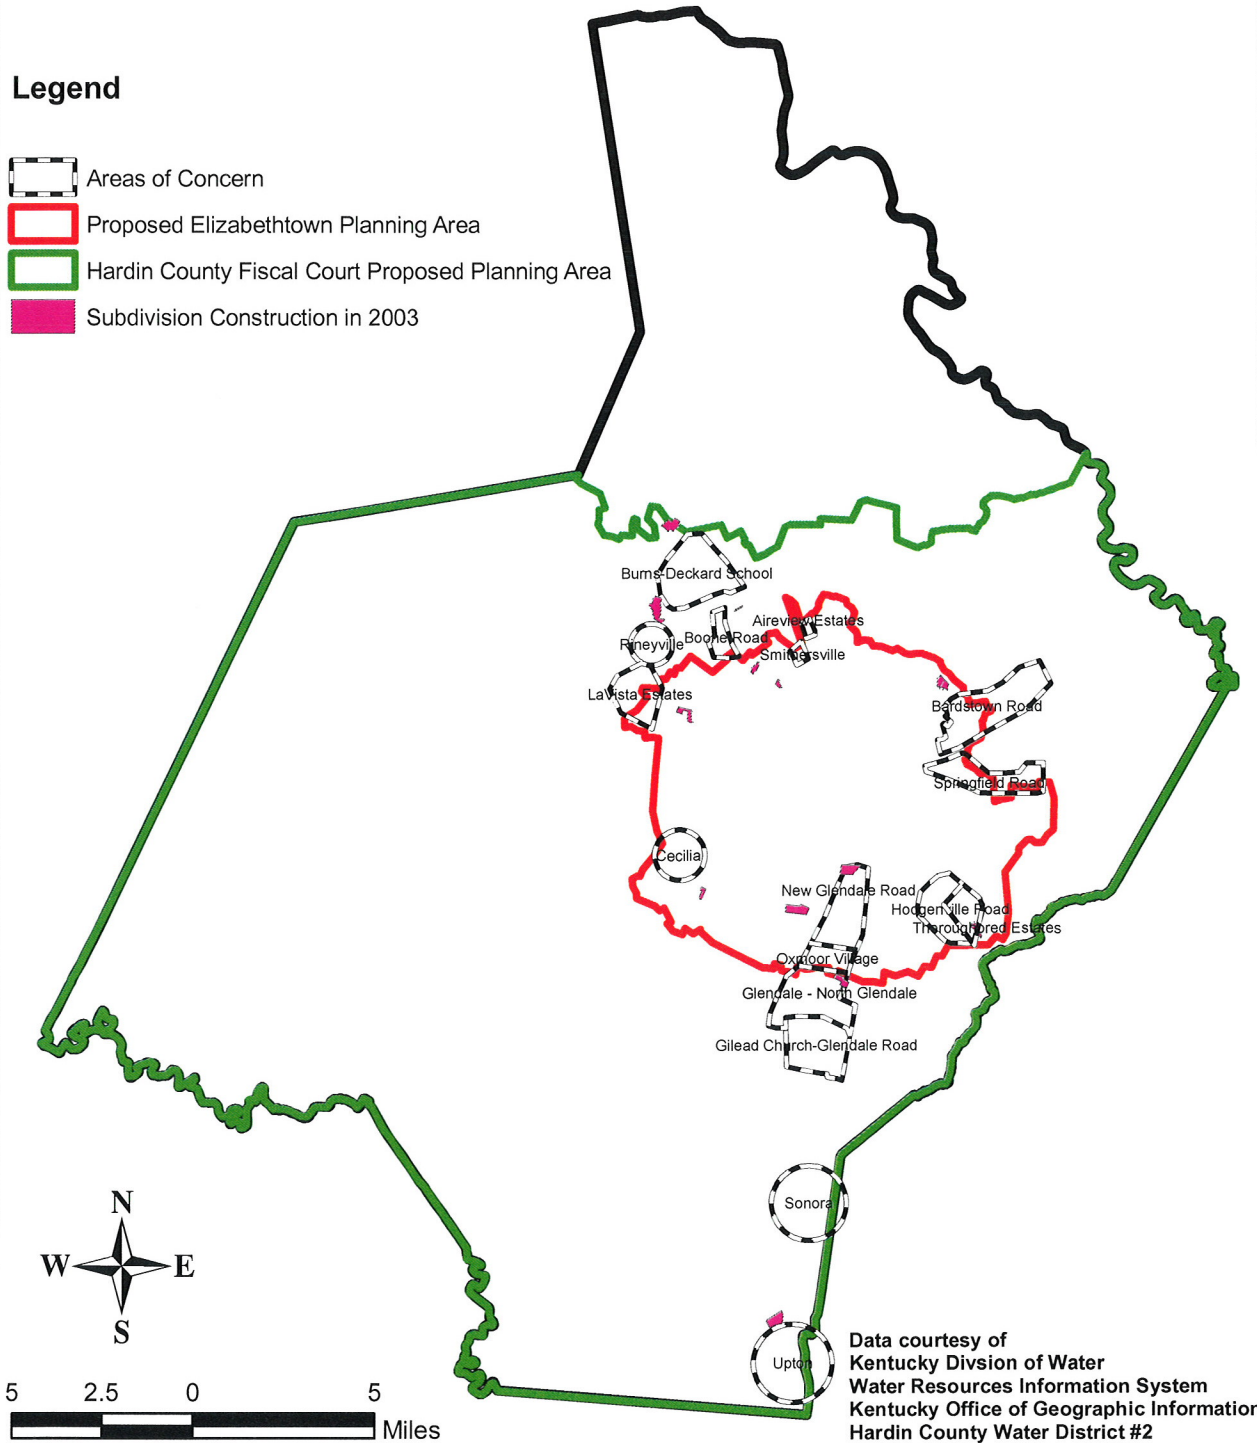 Legend
Areas of Concern
Proposed Elizabethtown Planning Area
Hardin County Fiscal Court Proposed Planning Area
Subdivision Construction in 2003
Burns-Deckard School
Aireview Estates
Boone Road
Rineyville
Smithersville
LaVista Estates
Bardstown Road
Springfield Road
Cecilia
New Glendale Road
Hodgenville Road
Thoroughbred Estates
Oxmoor Village
Glendale - North Glendale
Gilead Church-Glendale Road
Sonora
Upton
N
W E
S
5 2.5 0 5
Miles
Data courtesy of
Kentucky Divsion of Water
Water Resources Information System
Kentucky Office of Geographic Information
Hardin County Water District #2